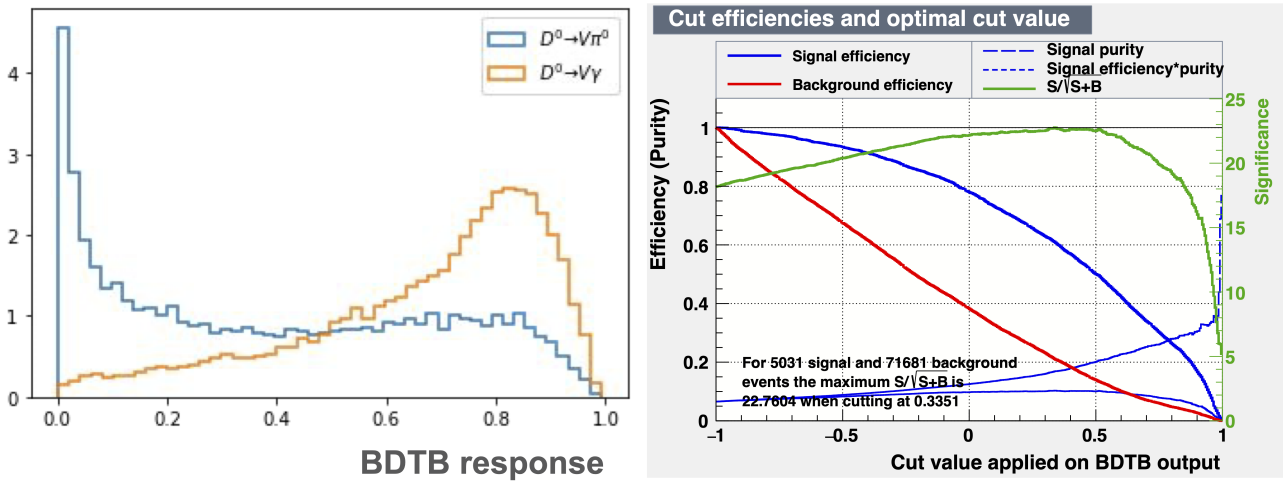 D⁰→Vπ⁰
D⁰→Vγ
4
3
2
1
0
0.0 0.2 0.4 0.6 0.8 1.0
BDTB response
Cut efficiencies and optimal cut value
Signal efficiency
Background efficiency
Signal purity
Signal efficiency*purity
S/√S+B
Efficiency (Purity)
1
0.8
0.6
0.4
0.2
0
25
20
15
10
5
0
Significance
For 5031 signal and 71681 background
events the maximum S/√S+B is
22.7604 when cutting at 0.3351
−1 −0.5 0 0.5 1
Cut value applied on BDTB output